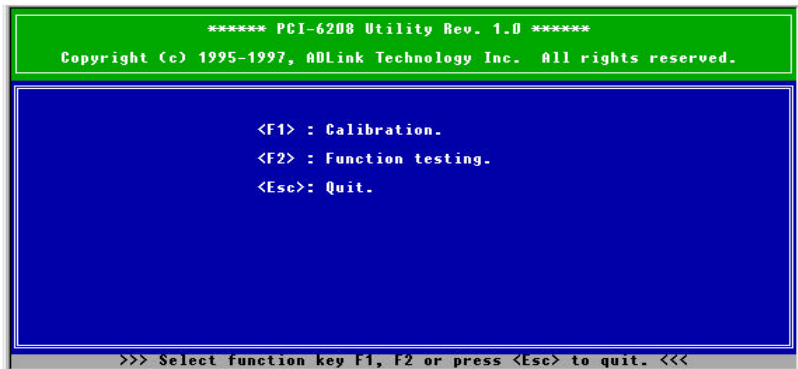 ****** PCI-6208 Utility Rev. 1.0 ******
Copyright (c) 1995-1997, ADLink Technology Inc. All rights reserved.
<F1> : Calibration.
<F2> : Function testing.
<Esc>: Quit.
>>> Select function key F1, F2 or press <Esc> to quit. <<<